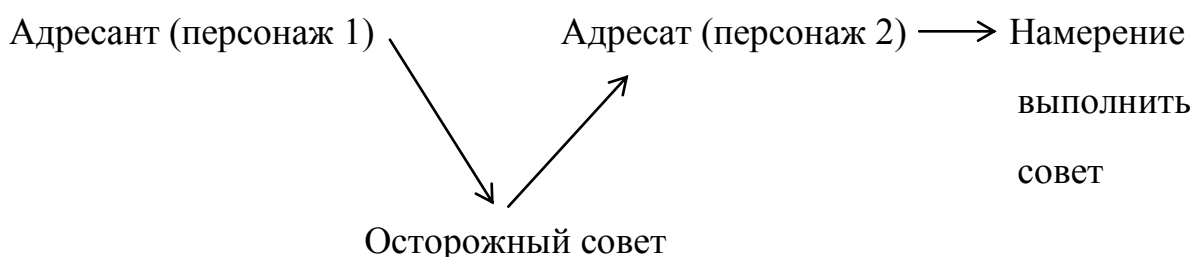 Адресант (персонаж 1) Адресат (персонаж 2) Намерение
выполнить
совет
Осторожный совет